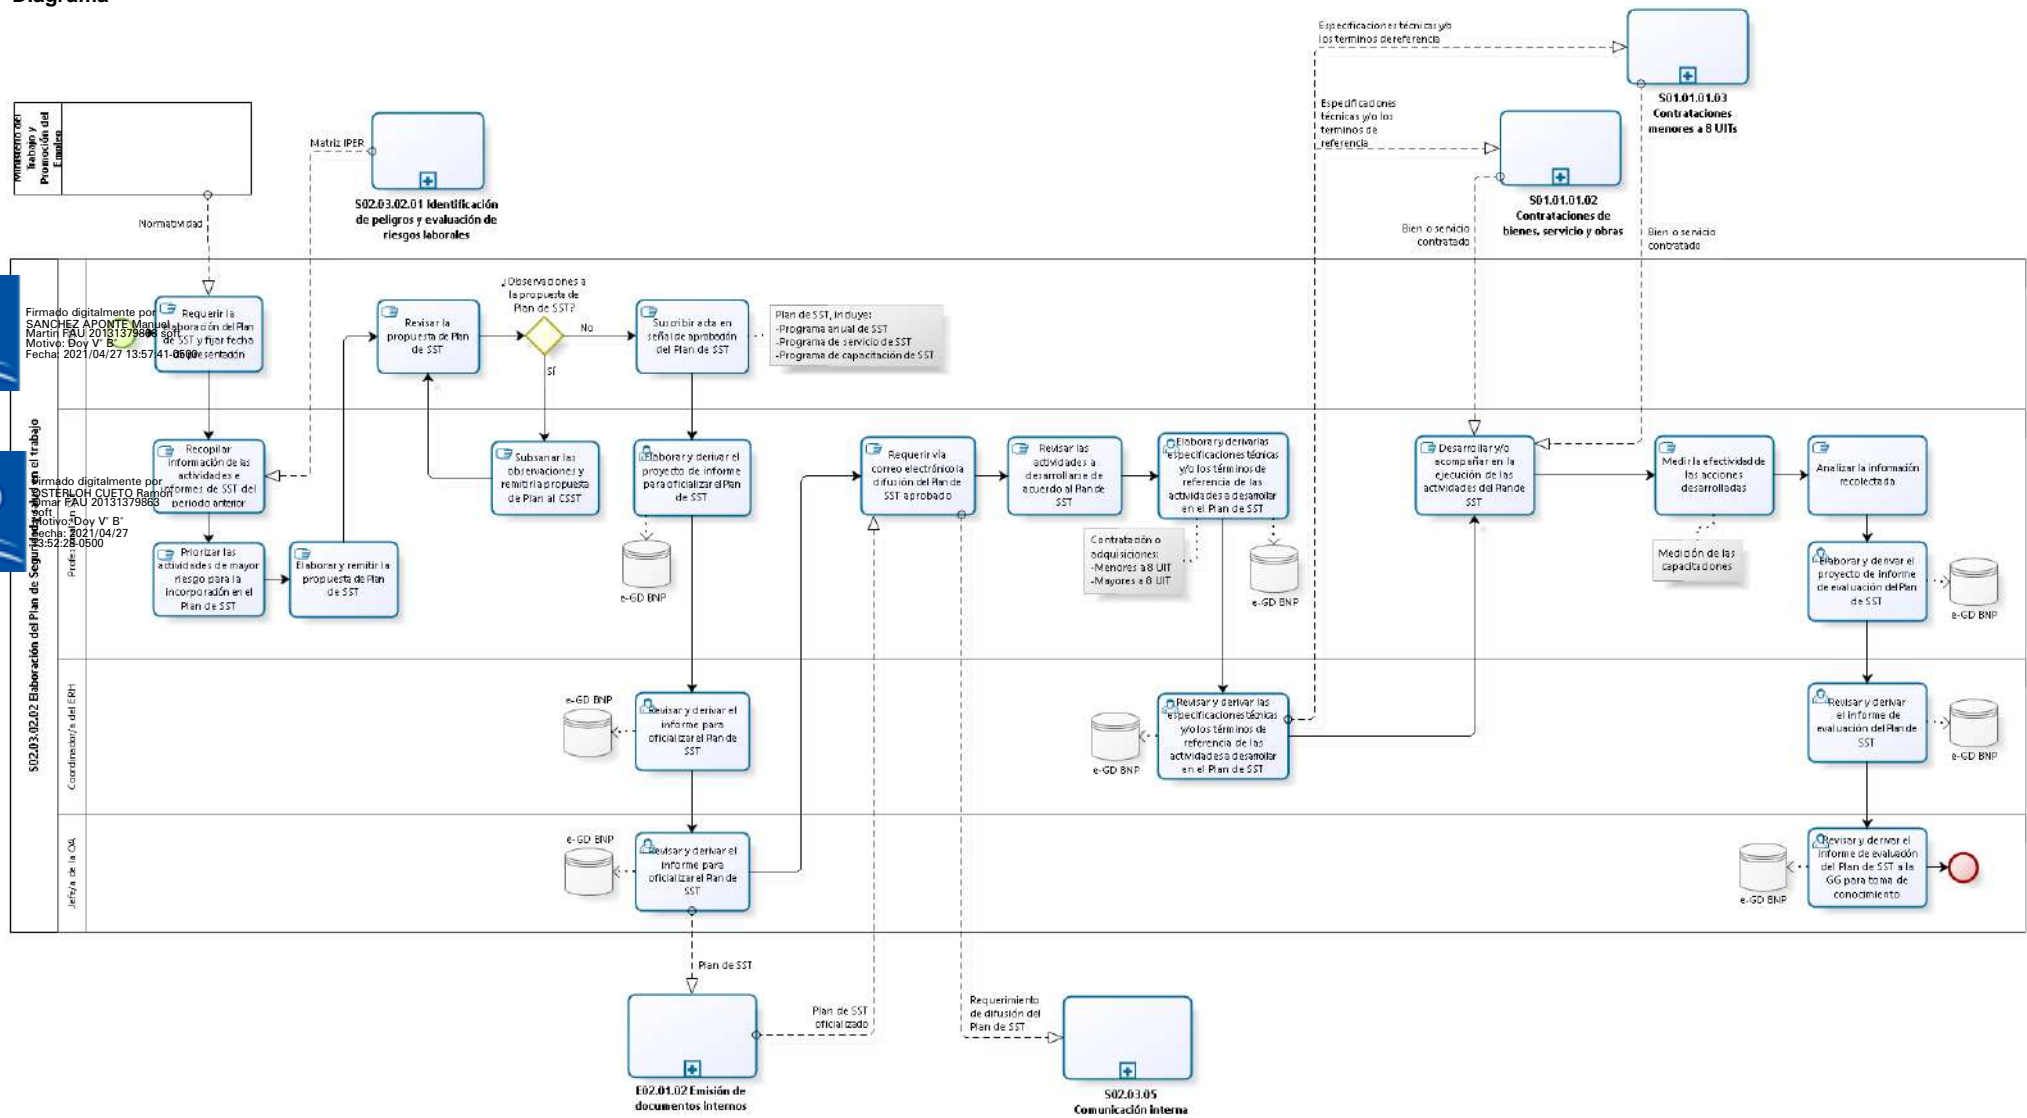 Diagrama
Ministerio del
Trabajo y
Promoción del
Empleo
Normatividad
Matriz IPER
S02.03.02.01 Identificación
de peligros y evaluación de
riesgos laborales
Especificaciones técnicas y/o
los terminos de referencia
Especificaciones
técnicas y/o los
terminos de
referencia
S01.01.01.03
Contrataciones
menores a 8 UITs
S01.01.01.02
Contrataciones de
bienes, servicio y obras
Bien o servicio
contratado
Bien o servicio
contratado
S02.03.02.02 Elaboración del Plan de Seguridad y salud en el trabajo
Firmado digitalmente por
SANCHEZ APONTE Manuel
Martin FAU 20131379863 soft
Motivo: Doy V° B°
Fecha: 2021/04/27 13:57:41-0500
Requerir la
elaboración del Plan
de SST y fijar fecha
de presentación
Revisar la
propuesta de Plan
de SST
¿Observaciones a
la propuesta de
Plan de SST?
No
Sí
Suscribir acta en
señal de aprobación
del Plan de SST
Plan de SST, incluye:
-Programa anual de SST
-Programa de servicio de SST
-Programa de capacitación de SST
Firmado digitalmente por
OSTERLOH CUETO Ramón
Omar FAU 20131379863
soft
Motivo: Doy V° B°
Fecha: 2021/04/27
13:52:28-0500
Recopilar
información de las
actividades e
informes de SST del
periodo anterior
Priorizar las
actividades de mayor
riesgo para la
incorporación en el
Plan de SST
Elaborar y remitir la
propuesta de Plan
de SST
Subsanar las
observaciones y
remitir la propuesta
de Plan al CSST
Elaborar y derivar el
proyecto de informe
para oficializar el Plan
de SST
e-GD BNP
Requerir vía
correo electrónico la
difusión del Plan de
SST aprobado
Revisar las
actividades a
desarrollarse de
acuerdo al Plan de
SST
Elaborar y derivar las
especificaciones técnicas
y/o los términos de
referencia de las
actividades a desarrollar
en el Plan de SST
Contratación o
adquisiciones:
-Menores a 8 UIT
-Mayores a 8 UIT
e-GD BNP
Desarrollar y/o
acompañar en la
ejecución de las
actividades del Plan de
SST
Medir la efectividad de
las acciones
desarrolladas
Medición de las
capacitaciones
Analizar la información
recolectada
Elaborar y derivar el
proyecto de informe
de evaluación del Plan
de SST
e-GD BNP
Coordinador/a del ERH
e-GD BNP
Revisar y derivar el
informe para
oficializar el Plan de
SST
Revisar y derivar las
especificaciones técnicas
y/o los términos de
referencia de las
actividades a desarrollar
en el Plan de SST
e-GD BNP
Revisar y derivar
el informe de
evaluación del Plan de
SST
e-GD BNP
Jefe/a de la OA
e-GD BNP
Revisar y derivar el
informe para
oficializar el Plan de
SST
Revisar y derivar el
informe de evaluación
del Plan de SST a la
GG para toma de
conocimiento
e-GD BNP
Plan de SST
E02.01.02 Emisión de
documentos internos
Plan de SST
oficializado
Requerimiento
de difusión del
Plan de SST
S02.03.05
Comunicación interna